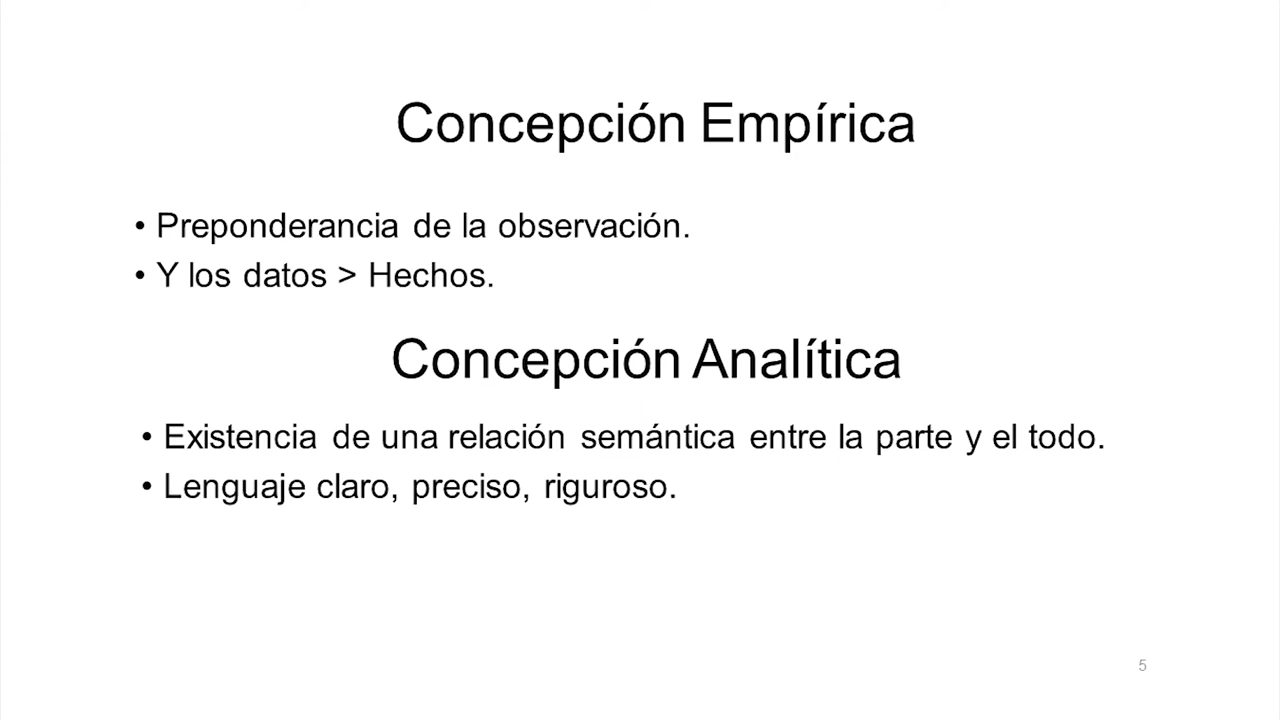 Concepción Empírica
• Preponderancia de la observación.
• Y los datos > Hechos.
Concepción Analítica
• Existencia de una relación semántica entre la parte y el todo.
• Lenguaje claro, preciso, riguroso.
5